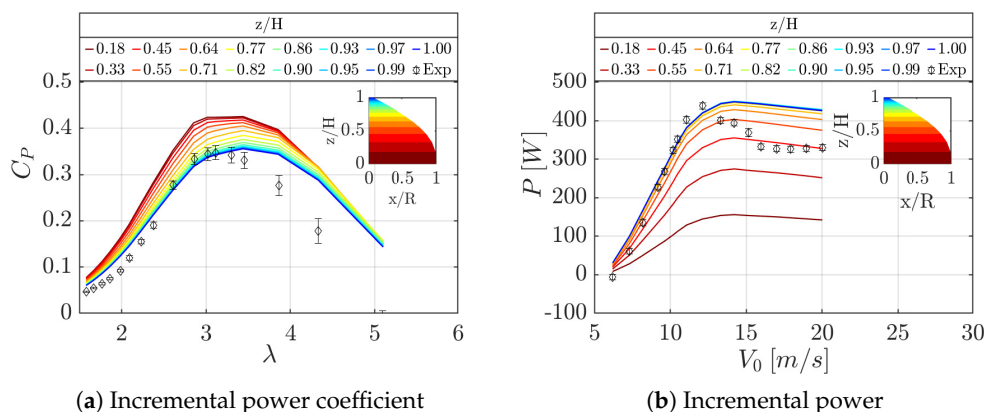 z/H
0.18 0.45 0.64 0.77 0.86 0.93 0.97 1.00
0.33 0.55 0.71 0.82 0.90 0.95 0.99 Exp
0.5
0.4
0.3
0.2
0.1
0
C_P
2 3 4 5 6
λ
1
0.5
0
z/H
0 0.5 1
x/R
(a) Incremental power coefficient
z/H
0.18 0.45 0.64 0.77 0.86 0.93 0.97 1.00
0.33 0.55 0.71 0.82 0.90 0.95 0.99 Exp
500
400
300
200
100
0
-100
P [W]
5 10 15 20 25 30
V_0 [m/s]
1
0.5
0
z/H
0 0.5 1
x/R
(b) Incremental power